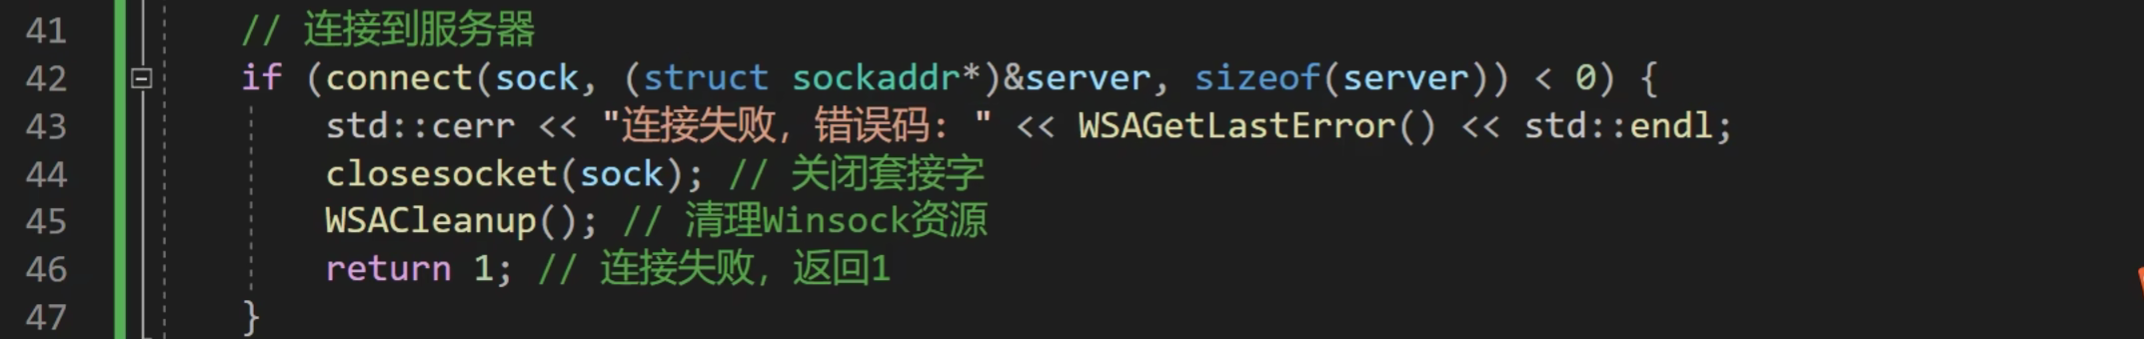 41 // 连接到服务器
42 if (connect(sock, (struct sockaddr*)&server, sizeof(server)) < 0) {
43 std::cerr << "连接失败，错误码：" << WSAGetLastError() << std::endl;
44 closesocket(sock); // 关闭套接字
45 WSACleanup(); // 清理Winsock资源
46 return 1; // 连接失败，返回1
47 }